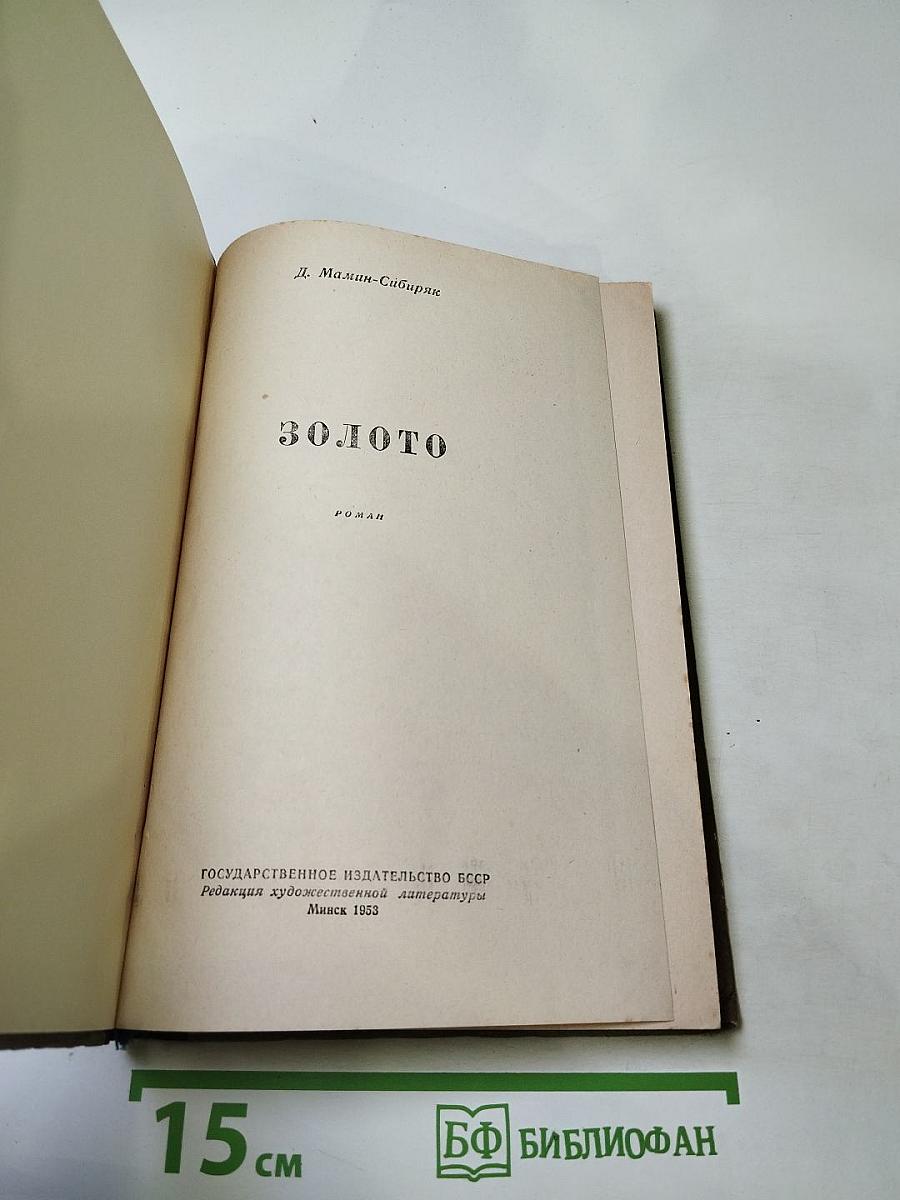 Д. Мамин-Сибиряк
ЗОЛОТО
РОМАН
ГОСУДАРСТВЕННОЕ ИЗДАТЕЛЬСТВО БССР
Редакция художественной литературы
Минск 1953
15 см
БФ БИБЛИОФАН